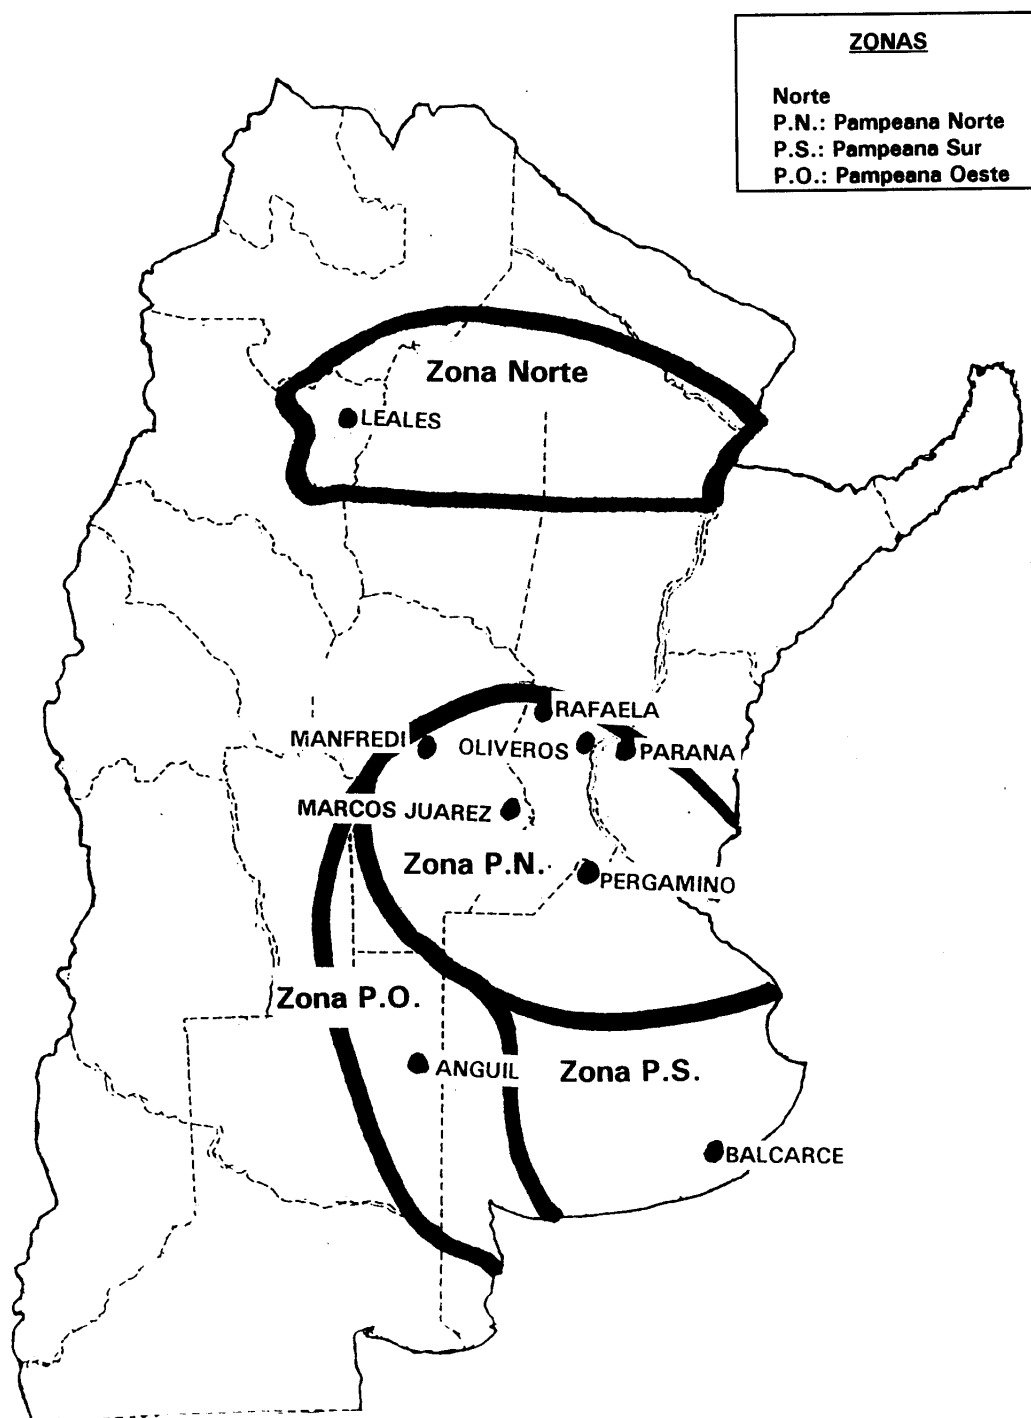 ZONAS
Norte
P.N.: Pampeana Norte
P.S.: Pampeana Sur
P.O.: Pampeana Oeste
Zona Norte
LEALES
RAFAELA
MANFREDI
OLIVEROS
PARANA
MARCOS JUAREZ
Zona P.N.
PERGAMINO
Zona P.O.
ANGUIL
Zona P.S.
BALCARCE